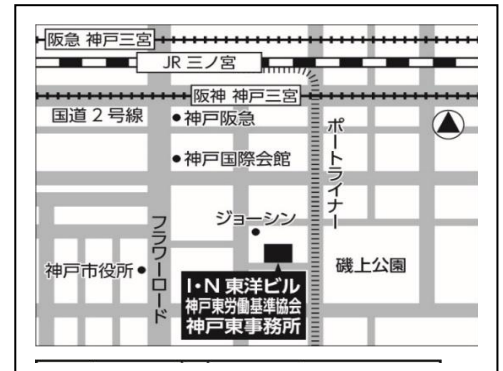 阪急 神戸三宮
JR 三ノ宮
阪神 神戸三宮
国道2号線
●神戸阪急
●神戸国際会館
ポートライナー
ジョーシン
フラワーロード
神戸市役所●
磯上公園
I・N 東洋ビル
神戸東労働基準協会
神戸東事務所